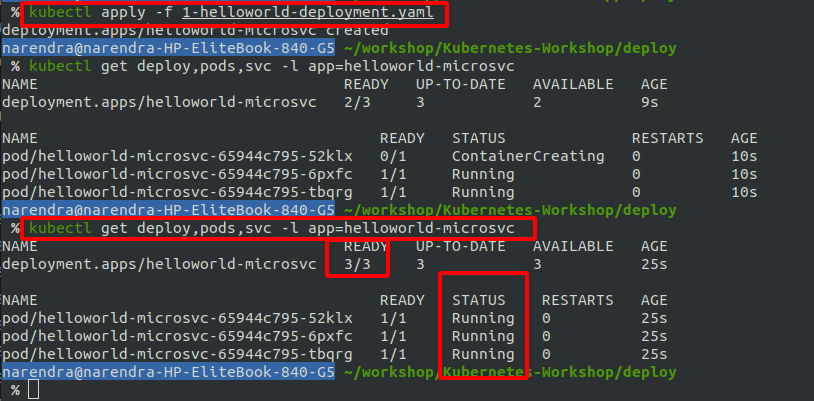 % kubectl apply -f 1-helloworld-deployment.yaml
deployment.apps/helloworld-microsvc created
narendra@narendra-HP-EliteBook-840-G5 ~/workshop/Kubernetes-Workshop/deploy
% kubectl get deploy,pods,svc -l app=helloworld-microsvc
NAME READY UP-TO-DATE AVAILABLE AGE
deployment.apps/helloworld-microsvc 2/3 3 2 9s
NAME READY STATUS RESTARTS AGE
pod/helloworld-microsvc-65944c795-52klx 0/1 ContainerCreating 0 10s
pod/helloworld-microsvc-65944c795-6pxfc 1/1 Running 0 10s
pod/helloworld-microsvc-65944c795-tbqrg 1/1 Running 0 10s
narendra@narendra-HP-EliteBook-840-G5 ~/workshop/Kubernetes-Workshop/deploy
% kubectl get deploy,pods,svc -l app=helloworld-microsvc
NAME READY UP-TO-DATE AVAILABLE AGE
deployment.apps/helloworld-microsvc 3/3 3 3 25s
NAME READY STATUS RESTARTS AGE
pod/helloworld-microsvc-65944c795-52klx 1/1 Running 0 25s
pod/helloworld-microsvc-65944c795-6pxfc 1/1 Running 0 25s
pod/helloworld-microsvc-65944c795-tbqrg 1/1 Running 0 25s
narendra@narendra-HP-EliteBook-840-G5 ~/workshop/Kubernetes-Workshop/deploy
%